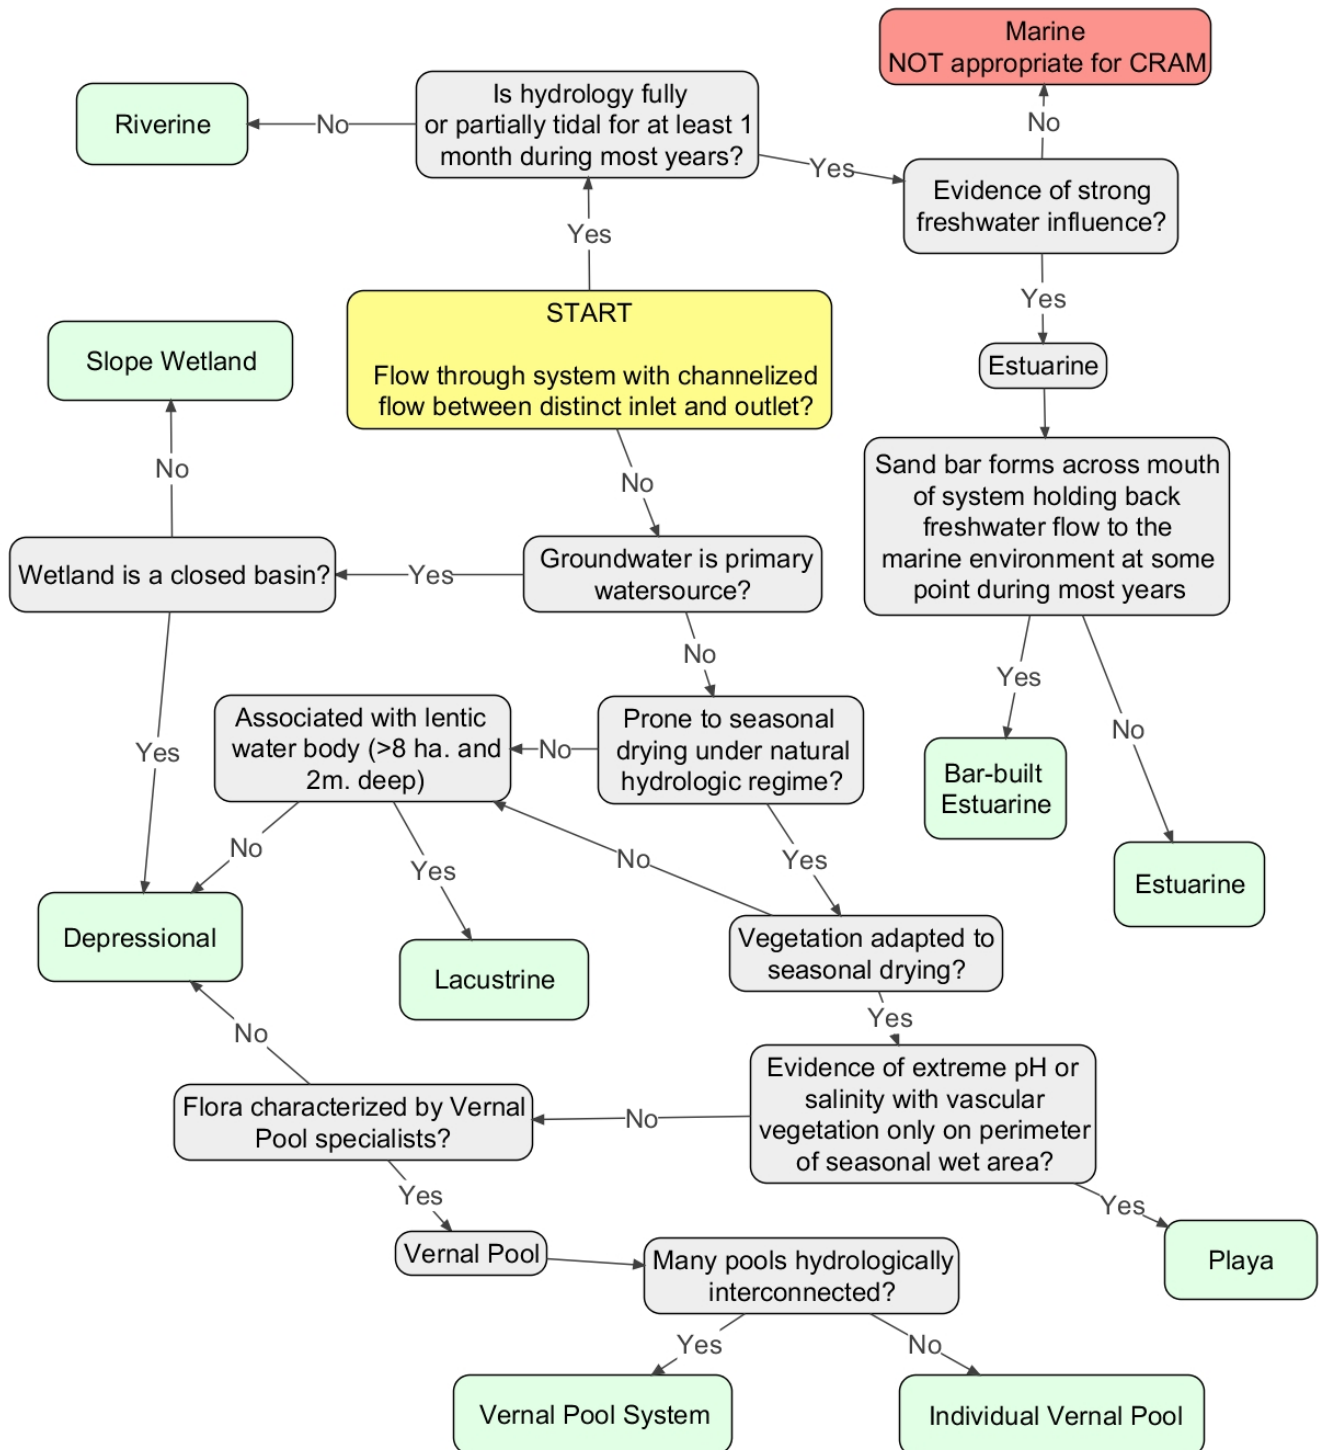 Marine
NOT appropriate for CRAM
Is hydrology fully
or partially tidal for at least 1
month during most years?
Riverine
No
No
Yes
Evidence of strong
freshwater influence?
Yes
Yes
START
Flow through system with channelized
flow between distinct inlet and outlet?
Slope Wetland
Estuarine
No
No
Sand bar forms across mouth
of system holding back
freshwater flow to the
marine environment at some
point during most years
Wetland is a closed basin?
Yes
Groundwater is primary
watersource?
No
Yes
No
Yes
Associated with lentic
water body (>8 ha. and
2m. deep)
No
Prone to seasonal
drying under natural
hydrologic regime?
Bar-built
Estuarine
No
Yes
No
Yes
Estuarine
Depressional
Lacustrine
Vegetation adapted to
seasonal drying?
No
Yes
Evidence of extreme pH or
salinity with vascular
vegetation only on perimeter
of seasonal wet area?
Flora characterized by Vernal
Pool specialists?
No
Yes
Yes
Vernal Pool
Many pools hydrologically
interconnected?
Playa
Yes
No
Vernal Pool System
Individual Vernal Pool